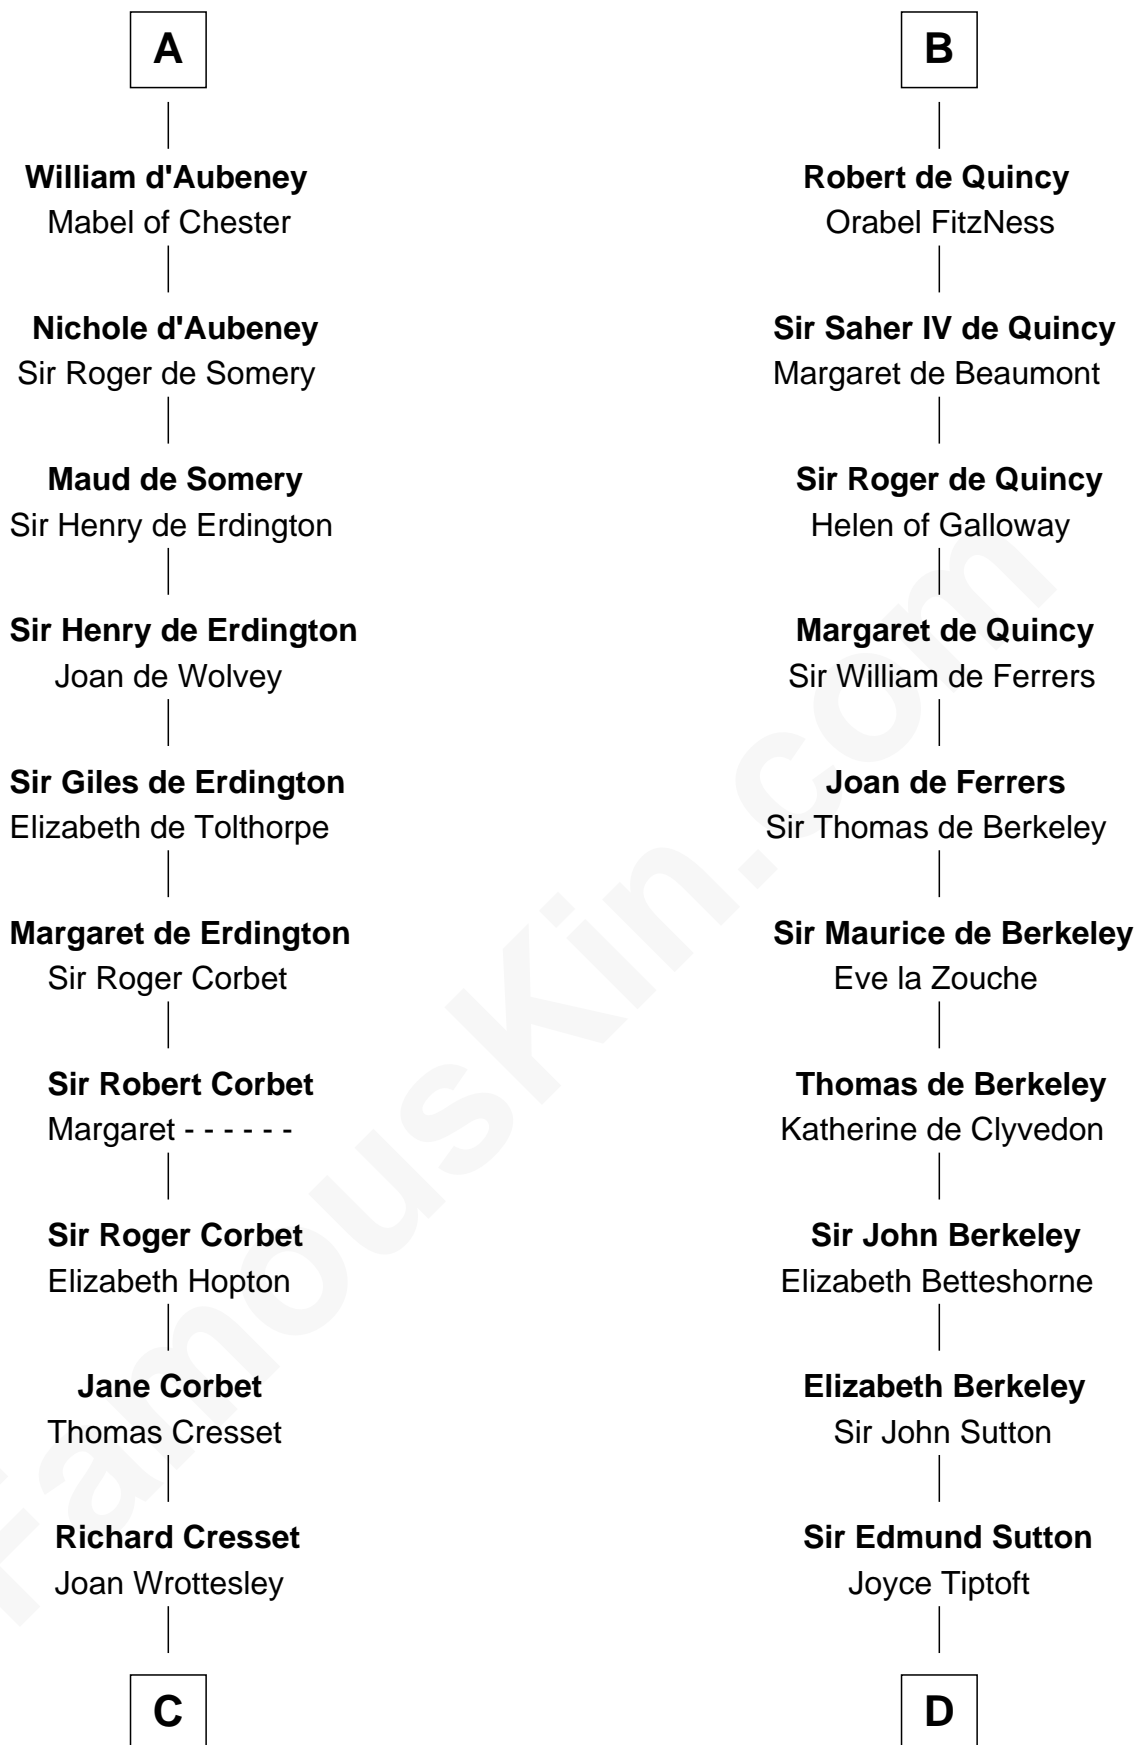 A
William d'Aubeney
Mabel of Chester
Nichole d'Aubeney
Sir Roger de Somery
Maud de Somery
Sir Henry de Erdington
Sir Henry de Erdington
Joan de Wolvey
Sir Giles de Erdington
Elizabeth de Tolthorpe
Margaret de Erdington
Sir Roger Corbet
Sir Robert Corbet
Margaret - - - - - -
Sir Roger Corbet
Elizabeth Hopton
Jane Corbet
Thomas Cresset
Richard Cresset
Joan Wrottesley
C
B
Robert de Quincy
Orabel FitzNess
Sir Saher IV de Quincy
Margaret de Beaumont
Sir Roger de Quincy
Helen of Galloway
Margaret de Quincy
Sir William de Ferrers
Joan de Ferrers
Sir Thomas de Berkeley
Sir Maurice de Berkeley
Eve la Zouche
Thomas de Berkeley
Katherine de Clyvedon
Sir John Berkeley
Elizabeth Betteshorne
Elizabeth Berkeley
Sir John Sutton
Sir Edmund Sutton
Joyce Tiptoft
D
FamousKin.com